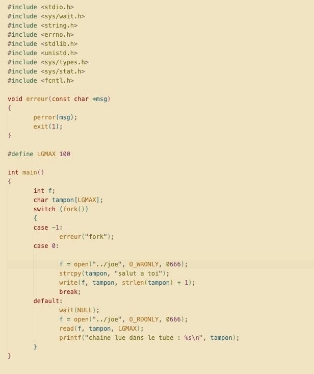 #include <stdio.h>
#include <sys/wait.h>
#include <string.h>
#include <errno.h>
#include <stdlib.h>
#include <unistd.h>
#include <sys/types.h>
#include <sys/stat.h>
#include <fcntl.h>
void erreur(const char *msg)
{
perror(msg);
exit(1);
}
#define LGMAX 100
int main()
{
int f;
char tampon[LGMAX];
switch (fork())
{
case -1:
erreur("fork");
case 0:
f = open("../joe", O_WRONLY, 0666);
strcpy(tampon, "salut a toi");
write(f, tampon, strlen(tampon) + 1);
break;
default:
wait(NULL);
f = open("../joe", O_RDONLY, 0666);
read(f, tampon, LGMAX);
printf("chaine lue dans le tube : %s\n", tampon);
}
}